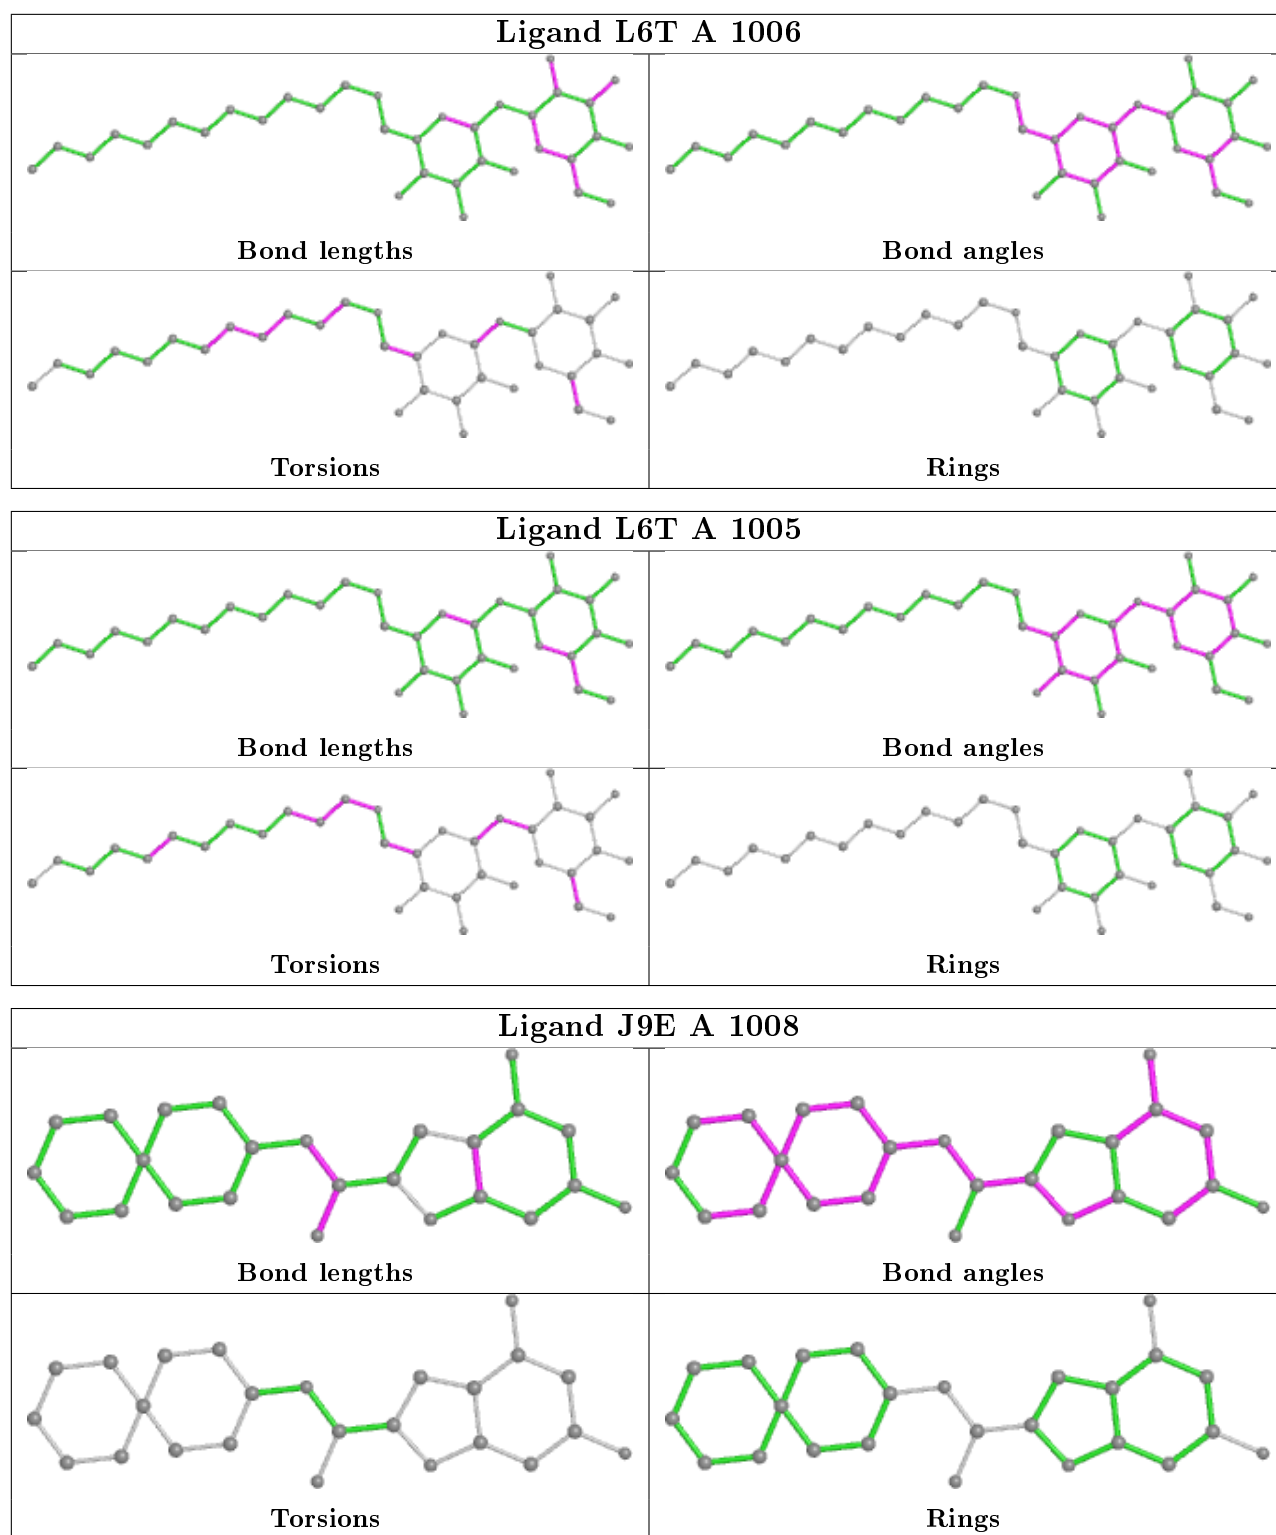 Ligand L6T A 1006
Bond lengths
Bond angles
Torsions
Rings
Ligand L6T A 1005
Bond lengths
Bond angles
Torsions
Rings
Ligand J9E A 1008
Bond lengths
Bond angles
Torsions
Rings